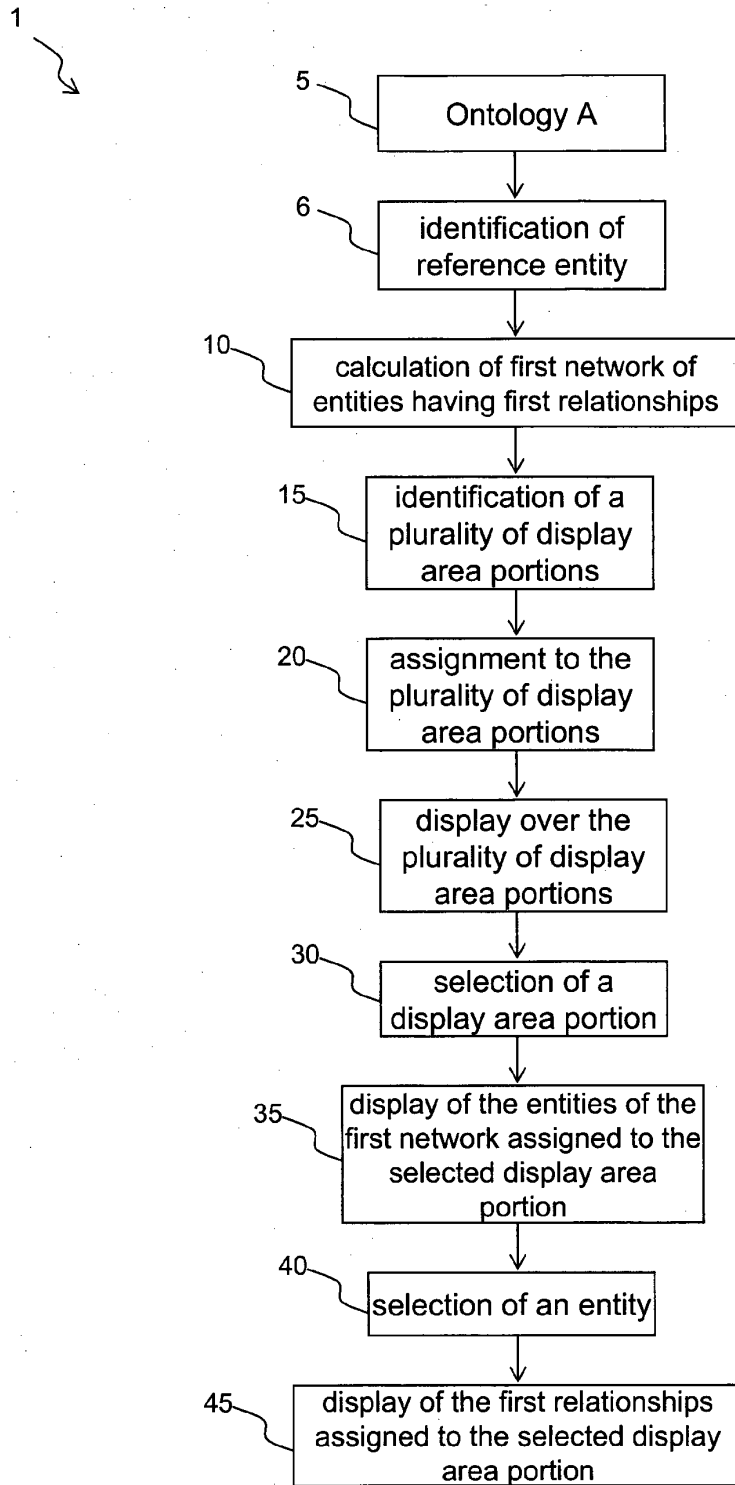 1
5
Ontology A
6
identification of
reference entity
10
calculation of first network of
entities having first relationships
15
identification of a
plurality of display
area portions
20
assignment to the
plurality of display
area portions
25
display over the
plurality of display
area portions
30
selection of a
display area portion
35
display of the entities of the
first network assigned to the
selected display area
portion
40
selection of an entity
45
display of the first relationships
assigned to the selected display
area portion